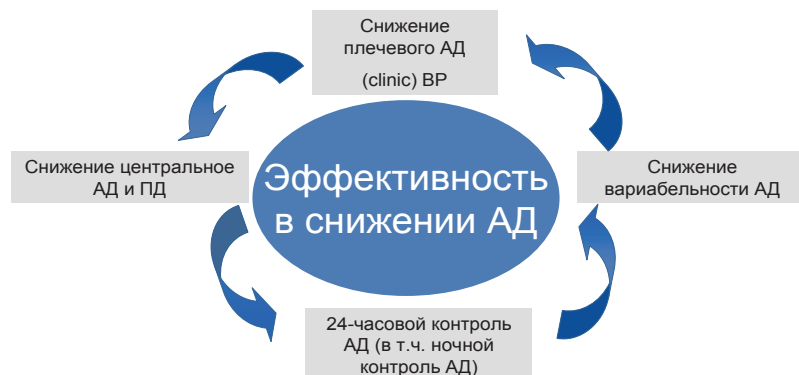 Снижение
плечевого АД
(clinic) BP
Снижение центральное
АД и ПД
Эффективность
в снижении АД
Снижение
вариабельности АД
24-часовой контроль
АД (в т.ч. ночной
контроль АД)